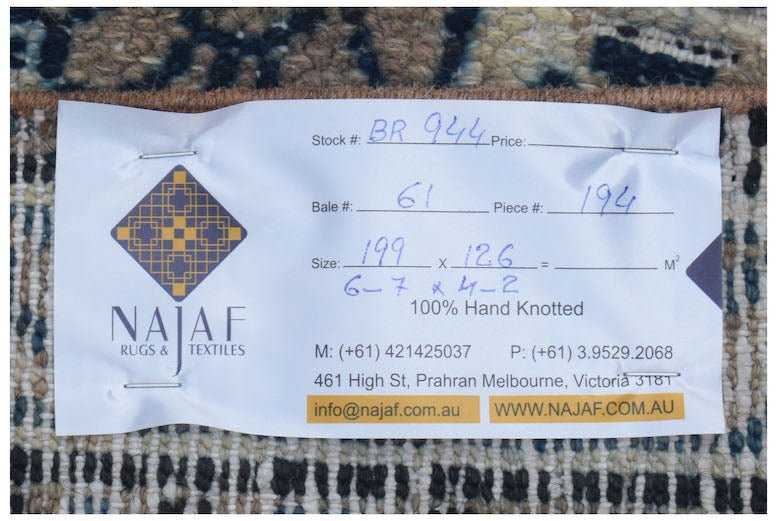 Stock #: BR 944 Price:
Bale #: 61 Piece #: 194
Size: 199 x 126 = M²
6-7 x 4-2
100% Hand Knotted
NAJAF
RUGS & TEXTILES
M: (+61) 421425037 P: (+61) 3.9529.2068
461 High St, Prahran Melbourne, Victoria 3181
info@najaf.com.au WWW.NAJAF.COM.AU